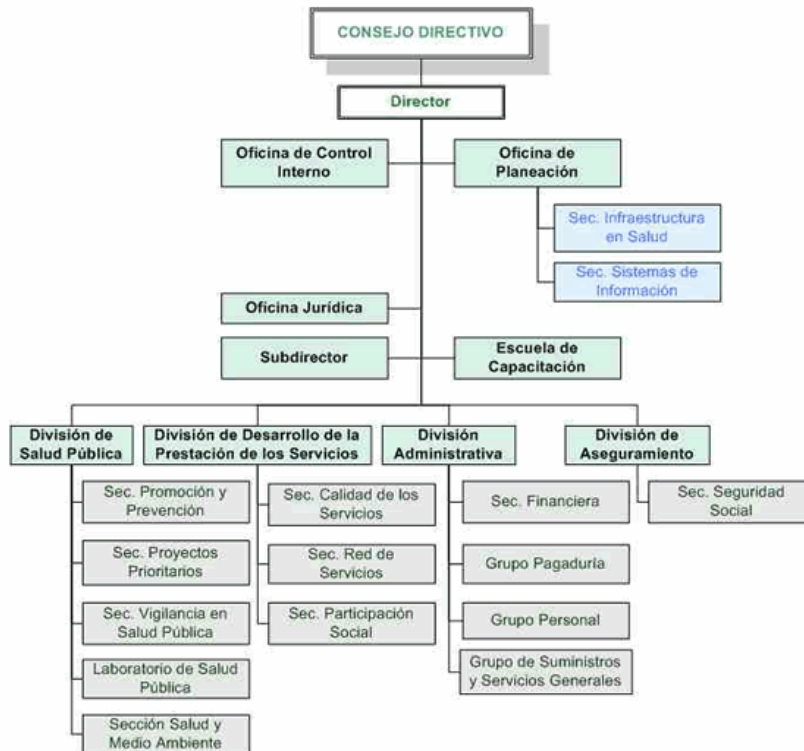 CONSEJO DIRECTIVO
Director
Oficina de Control
Interno
Oficina de
Planeación
Sec. Infraestructura
en Salud
Sec. Sistemas de
Información
Oficina Jurídica
Subdirector
Escuela de
Capacitación
División de
Salud Pública
Sec. Promoción y
Prevención
Sec. Proyectos
Prioritarios
Sec. Vigilancia en
Salud Pública
Laboratorio de Salud
Pública
Sección Salud y
Medio Ambiente
División de Desarrollo de la
Prestación de los Servicios
Sec. Calidad de los
Servicios
Sec. Red de
Servicios
Sec. Participación
Social
División
Administrativa
Sec. Financiera
Grupo Pagaduría
Grupo Personal
Grupo de Suministros
y Servicios Generales
División de
Aseguramiento
Sec. Seguridad
Social